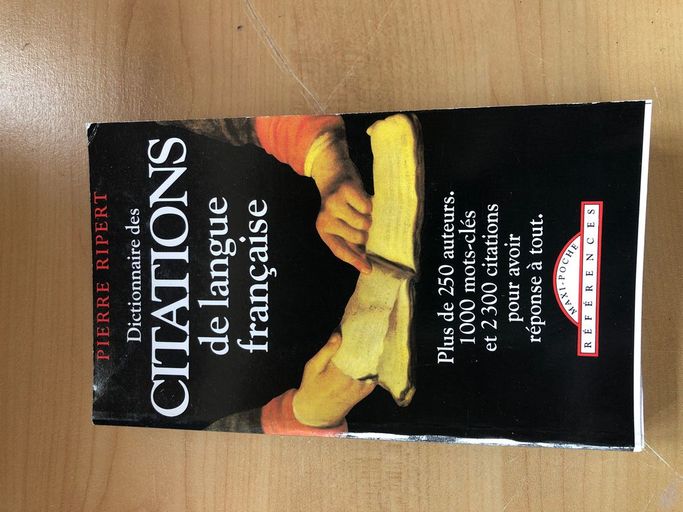 PIERRE RIPERT
Dictionnaire des
CITATIONS
de langue
française
Plus de 250 auteurs.
1000 mots-clés
et 2300 citations
pour avoir
réponse à tout.
MAXI-POCHE
RÉFÉRENCES